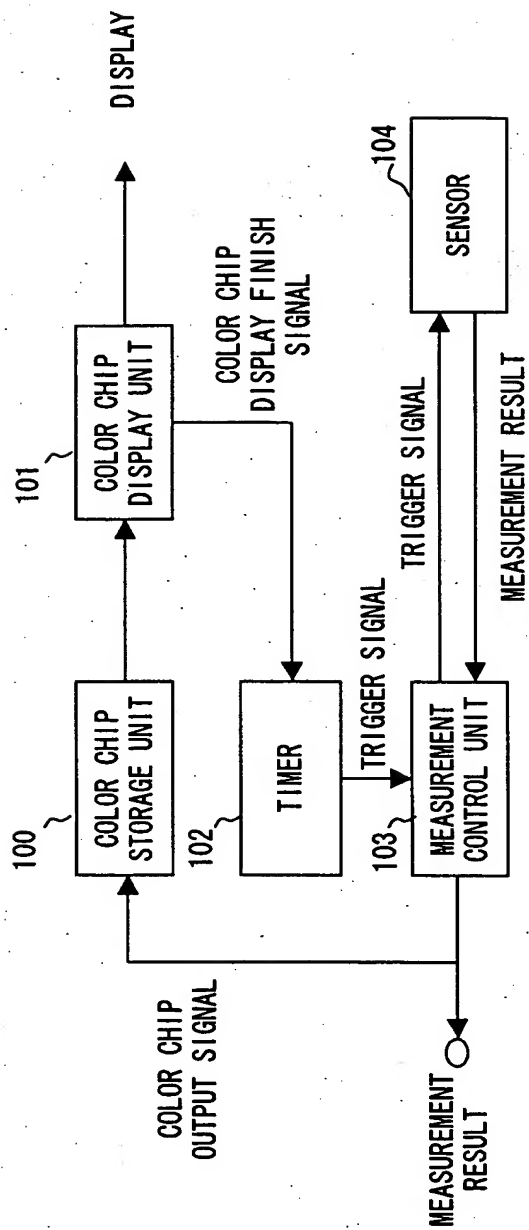 100
COLOR CHIP
STORAGE UNIT
101
COLOR CHIP
DISPLAY UNIT
DISPLAY
COLOR CHIP
OUTPUT SIGNAL
102
TIMER
COLOR CHIP
DISPLAY FINISH
SIGNAL
TRIGGER SIGNAL
103
MEASUREMENT
CONTROL UNIT
TRIGGER SIGNAL
104
SENSOR
MEASUREMENT RESULT
MEASUREMENT
RESULT